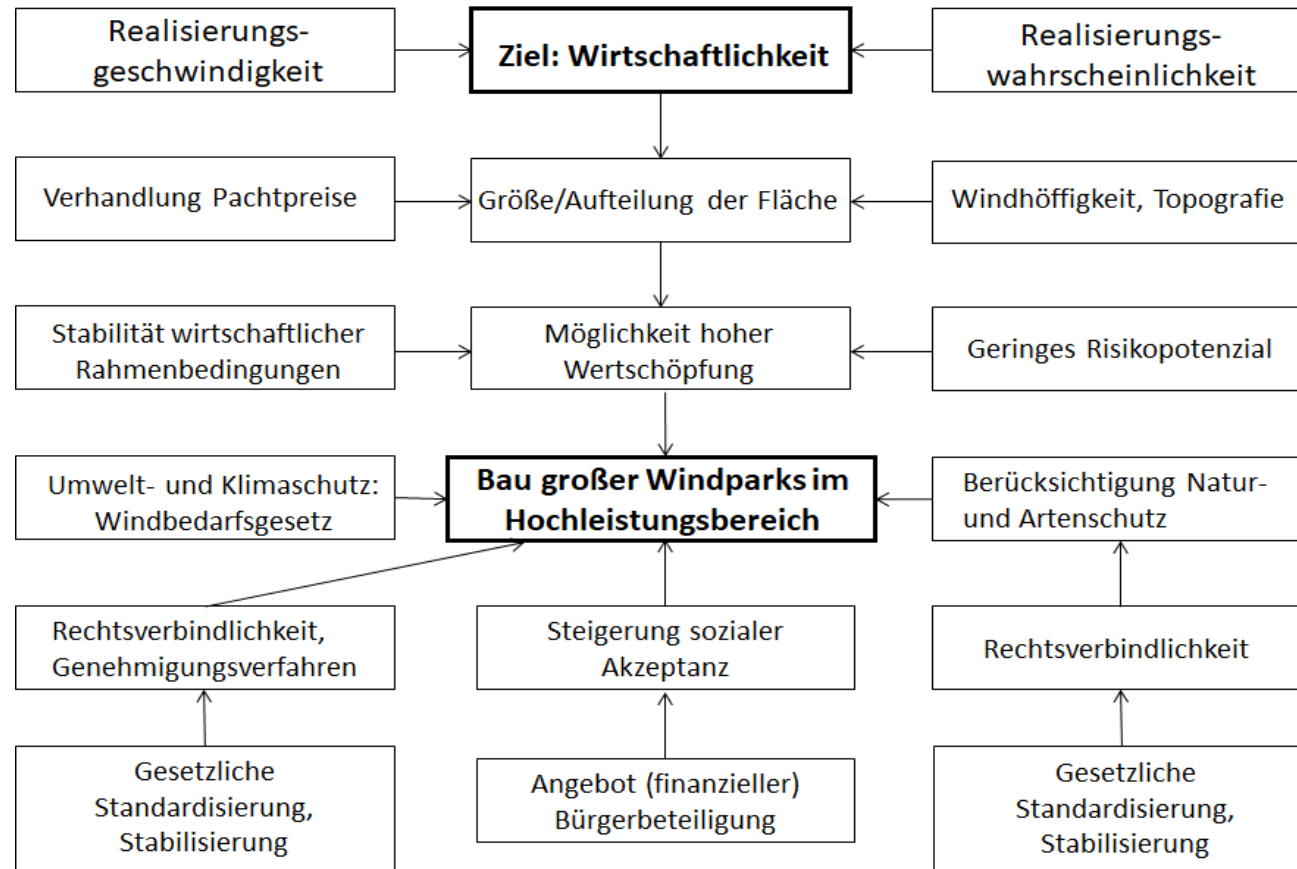 Realisierungs-
geschwindigkeit
Ziel: Wirtschaftlichkeit
Realisierungs-
wahrscheinlichkeit
Verhandlung Pachtpreise
Größe/Aufteilung der Fläche
Windhöffigkeit, Topografie
Stabilität wirtschaftlicher
Rahmenbedingungen
Möglichkeit hoher
Wertschöpfung
Geringes Risikopotenzial
Umwelt- und Klimaschutz:
Windbedarfsgesetz
Bau großer Windparks im
Hochleistungsbereich
Berücksichtigung Natur-
und Artenschutz
Rechtsverbindlichkeit,
Genehmigungsverfahren
Steigerung sozialer
Akzeptanz
Rechtsverbindlichkeit
Gesetzliche
Standardisierung,
Stabilisierung
Angebot (finanzieller)
Bürgerbeteiligung
Gesetzliche
Standardisierung,
Stabilisierung